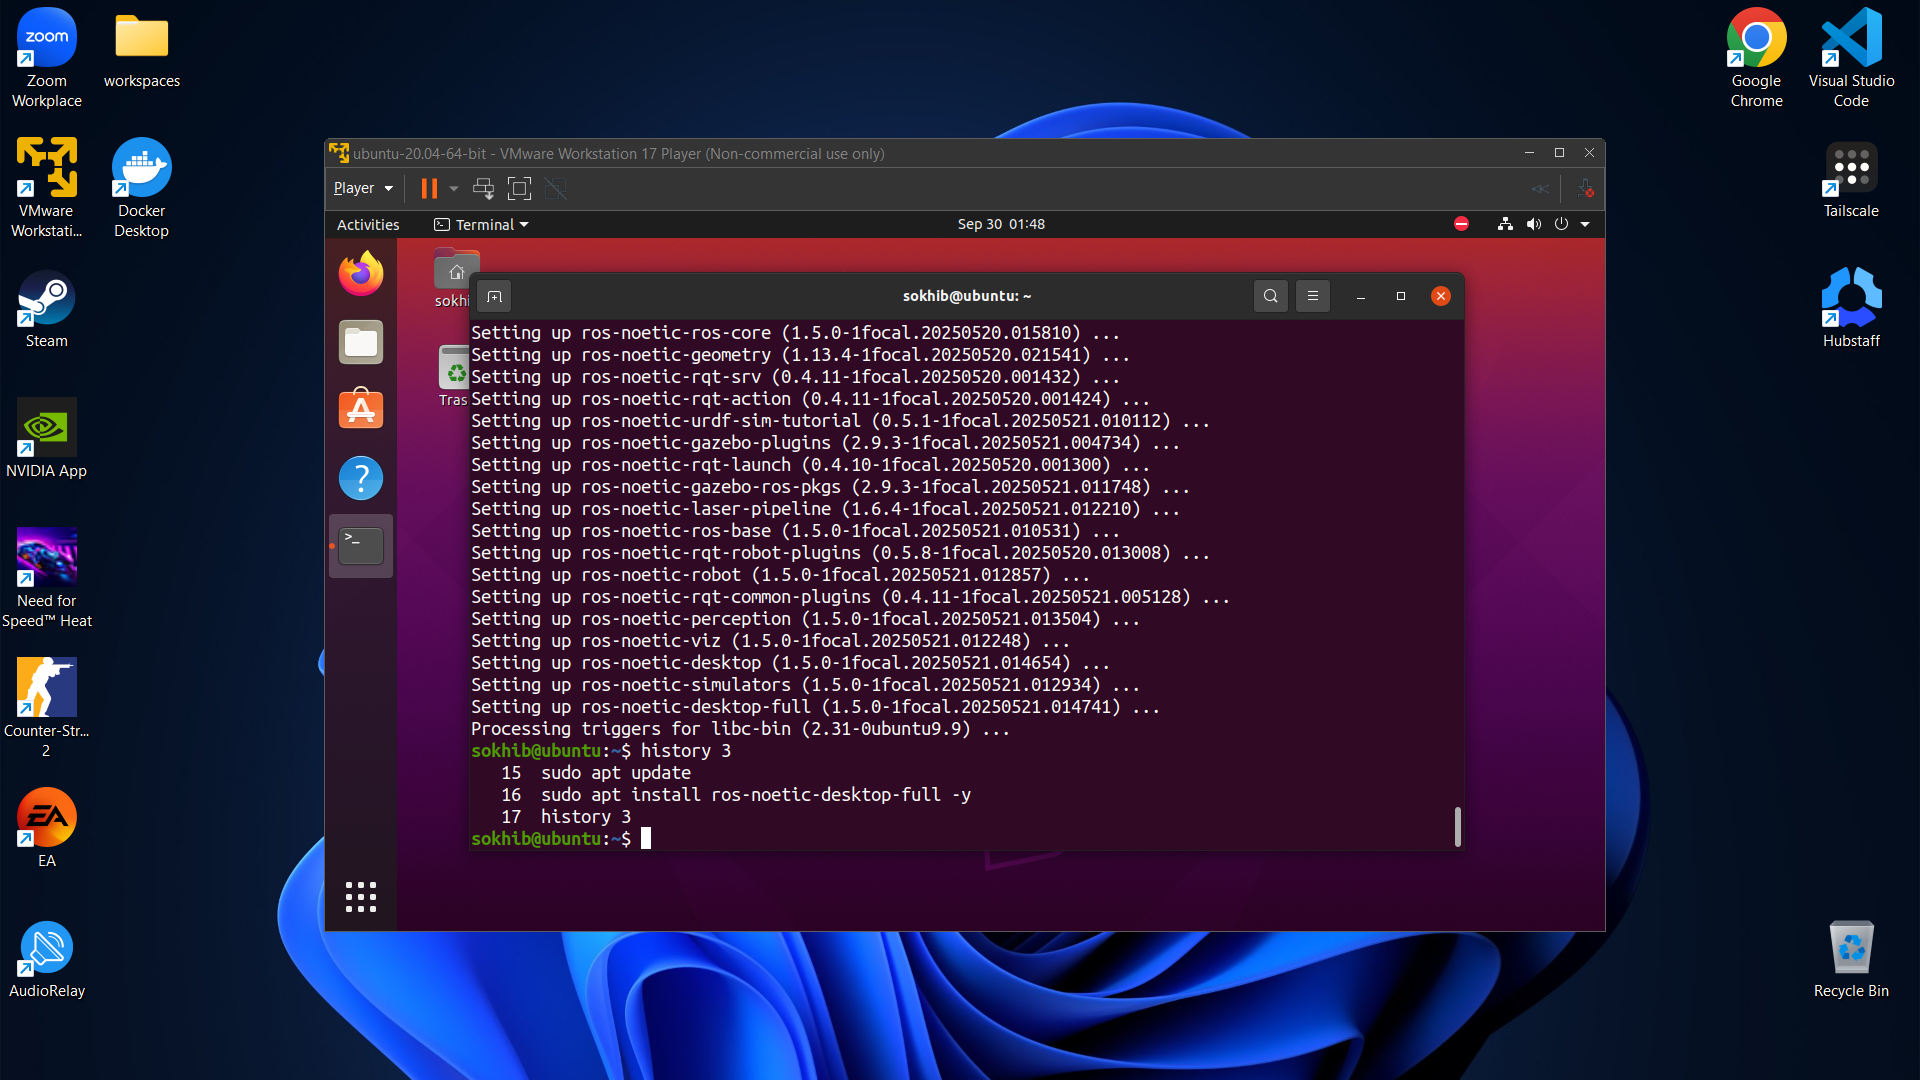 zoom
Zoom
Workplace
workspaces
VMware
Workstati...
Docker
Desktop
Steam
NVIDIA App
Need for
Speed™ Heat
Counter-Str...
2
EA
EA
AudioRelay
Google
Chrome
Visual Studio
Code
Tailscale
Hubstaff
Recycle Bin
ubuntu-20.04-64-bit - VMware Workstation 17 Player (Non-commercial use only)
Player
Activities
Terminal
Sep 30 01:48
sokhi
Tras
sokhib@ubuntu: ~
Setting up ros-noetic-ros-core (1.5.0-1focal.20250520.015810) ...
Setting up ros-noetic-geometry (1.13.4-1focal.20250520.021541) ...
Setting up ros-noetic-rqt-srv (0.4.11-1focal.20250520.001432) ...
Setting up ros-noetic-rqt-action (0.4.11-1focal.20250520.001424) ...
Setting up ros-noetic-urdf-sim-tutorial (0.5.1-1focal.20250521.010112) ...
Setting up ros-noetic-gazebo-plugins (2.9.3-1focal.20250521.004734) ...
Setting up ros-noetic-rqt-launch (0.4.10-1focal.20250520.001300) ...
Setting up ros-noetic-gazebo-ros-pkgs (2.9.3-1focal.20250521.011748) ...
Setting up ros-noetic-laser-pipeline (1.6.4-1focal.20250521.012210) ...
Setting up ros-noetic-ros-base (1.5.0-1focal.20250521.010531) ...
Setting up ros-noetic-rqt-robot-plugins (0.5.8-1focal.20250520.013008) ...
Setting up ros-noetic-robot (1.5.0-1focal.20250521.012857) ...
Setting up ros-noetic-rqt-common-plugins (0.4.11-1focal.20250521.005128) ...
Setting up ros-noetic-perception (1.5.0-1focal.20250521.013504) ...
Setting up ros-noetic-viz (1.5.0-1focal.20250521.012248) ...
Setting up ros-noetic-desktop (1.5.0-1focal.20250521.014654) ...
Setting up ros-noetic-simulators (1.5.0-1focal.20250521.012934) ...
Setting up ros-noetic-desktop-full (1.5.0-1focal.20250521.014741) ...
Processing triggers for libc-bin (2.31-0ubuntu9.9) ...
sokhib@ubuntu:~$ history 3
15 sudo apt update
16 sudo apt install ros-noetic-desktop-full -y
17 history 3
sokhib@ubuntu:~$